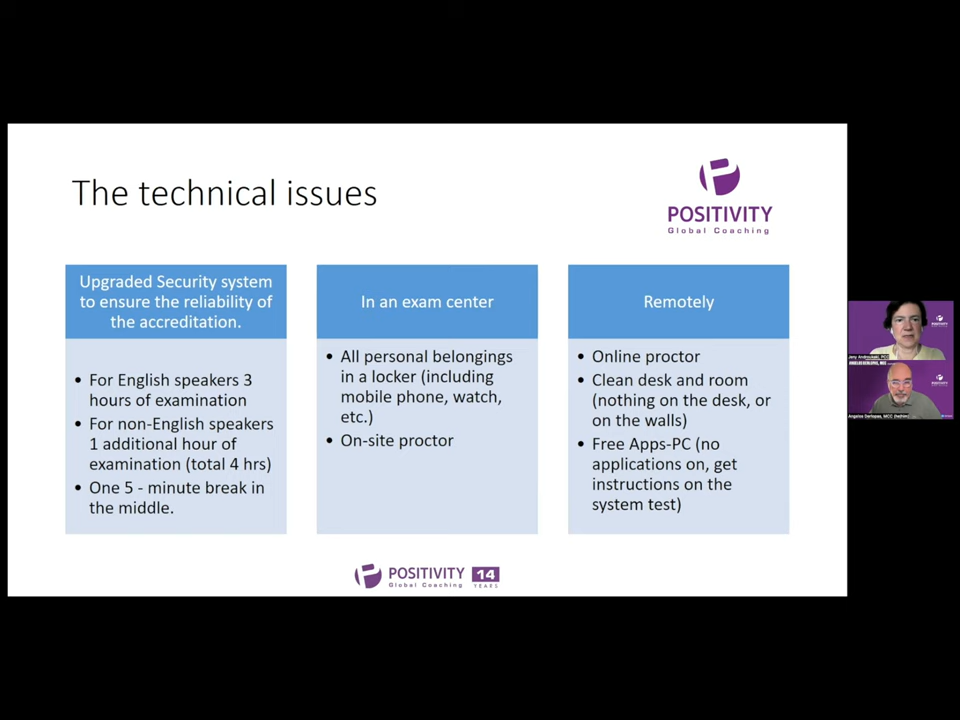 The technical issues
POSITIVITY
Global Coaching
Upgraded Security system
to ensure the reliability of
the accreditation.
• For English speakers 3
hours of examination
• For non-English speakers
1 additional hour of
examination (total 4 hrs)
• One 5 - minute break in
the middle.
In an exam center
• All personal belongings
in a locker (including
mobile phone, watch,
etc.)
• On-site proctor
Remotely
• Online proctor
• Clean desk and room
(nothing on the desk, or
on the walls)
• Free Apps-PC (no
applications on, get
instructions on the
system test)
POSITIVITY 14
Global Coaching YEARS
POSITIVITY
POSITIVITY